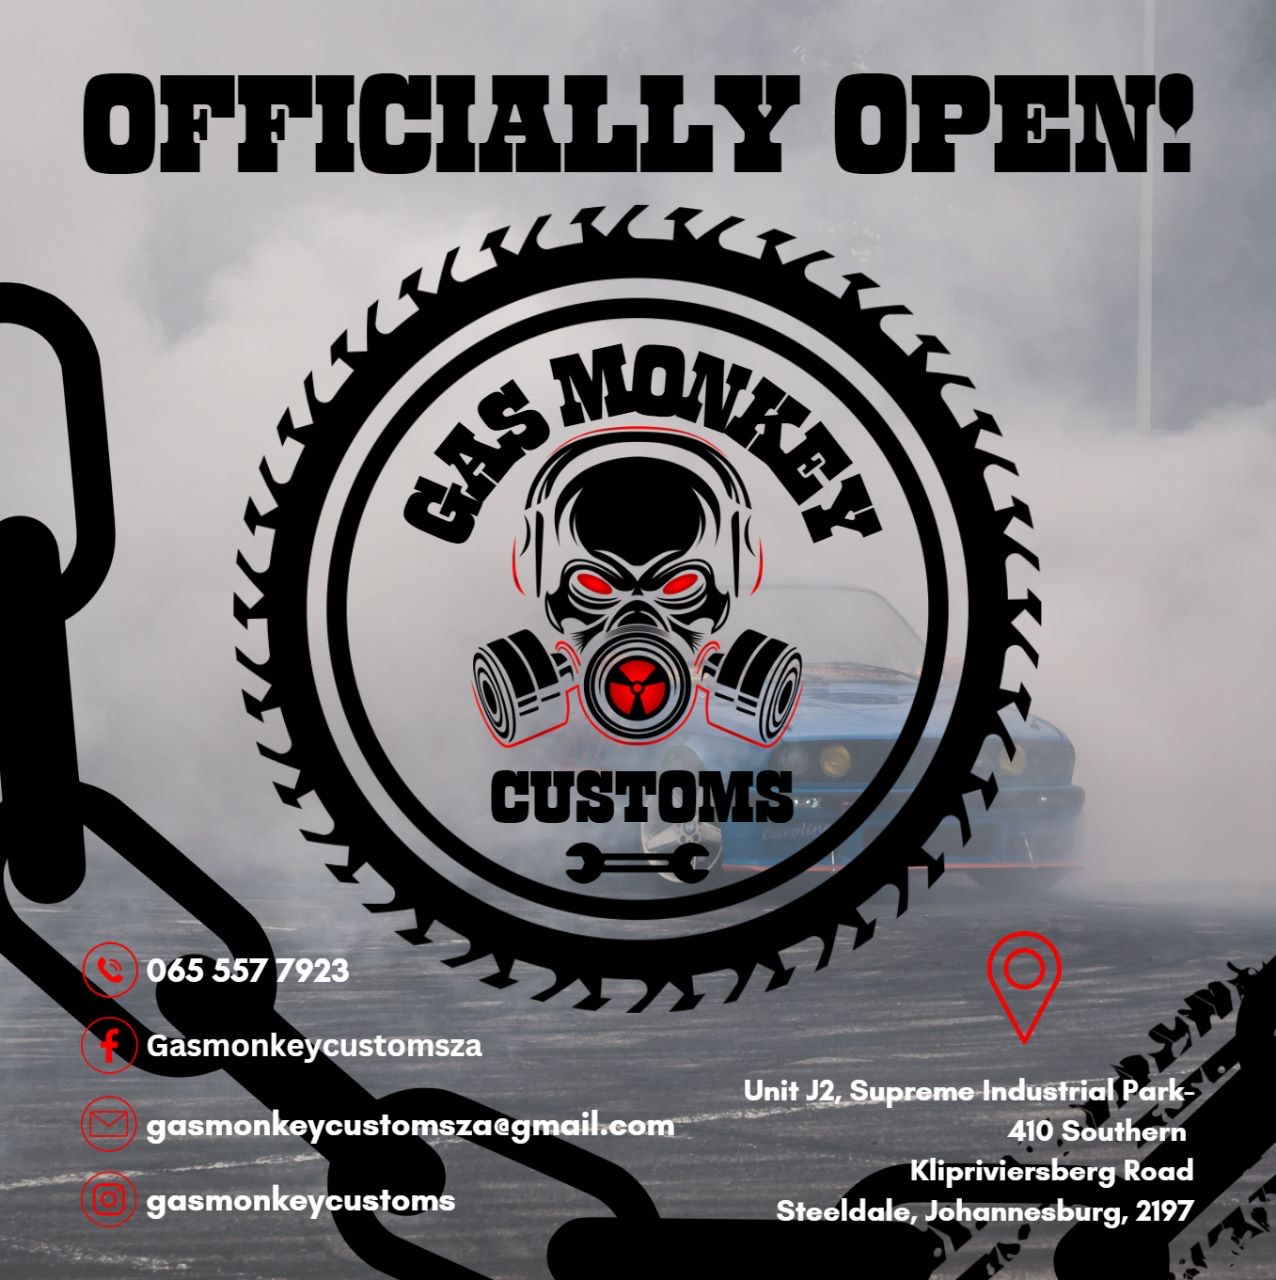 OFFICIALLY OPEN!
GAS MONKEY
CUSTOMS
Caroline
065 557 7923
Gasmonkeycustomsza
gasmonkeycustomsza@gmail.com
gasmonkeycustoms
Unit J2, Supreme Industrial Park-
410 Southern
Klipriviersberg Road
Steeldale, Johannesburg, 2197